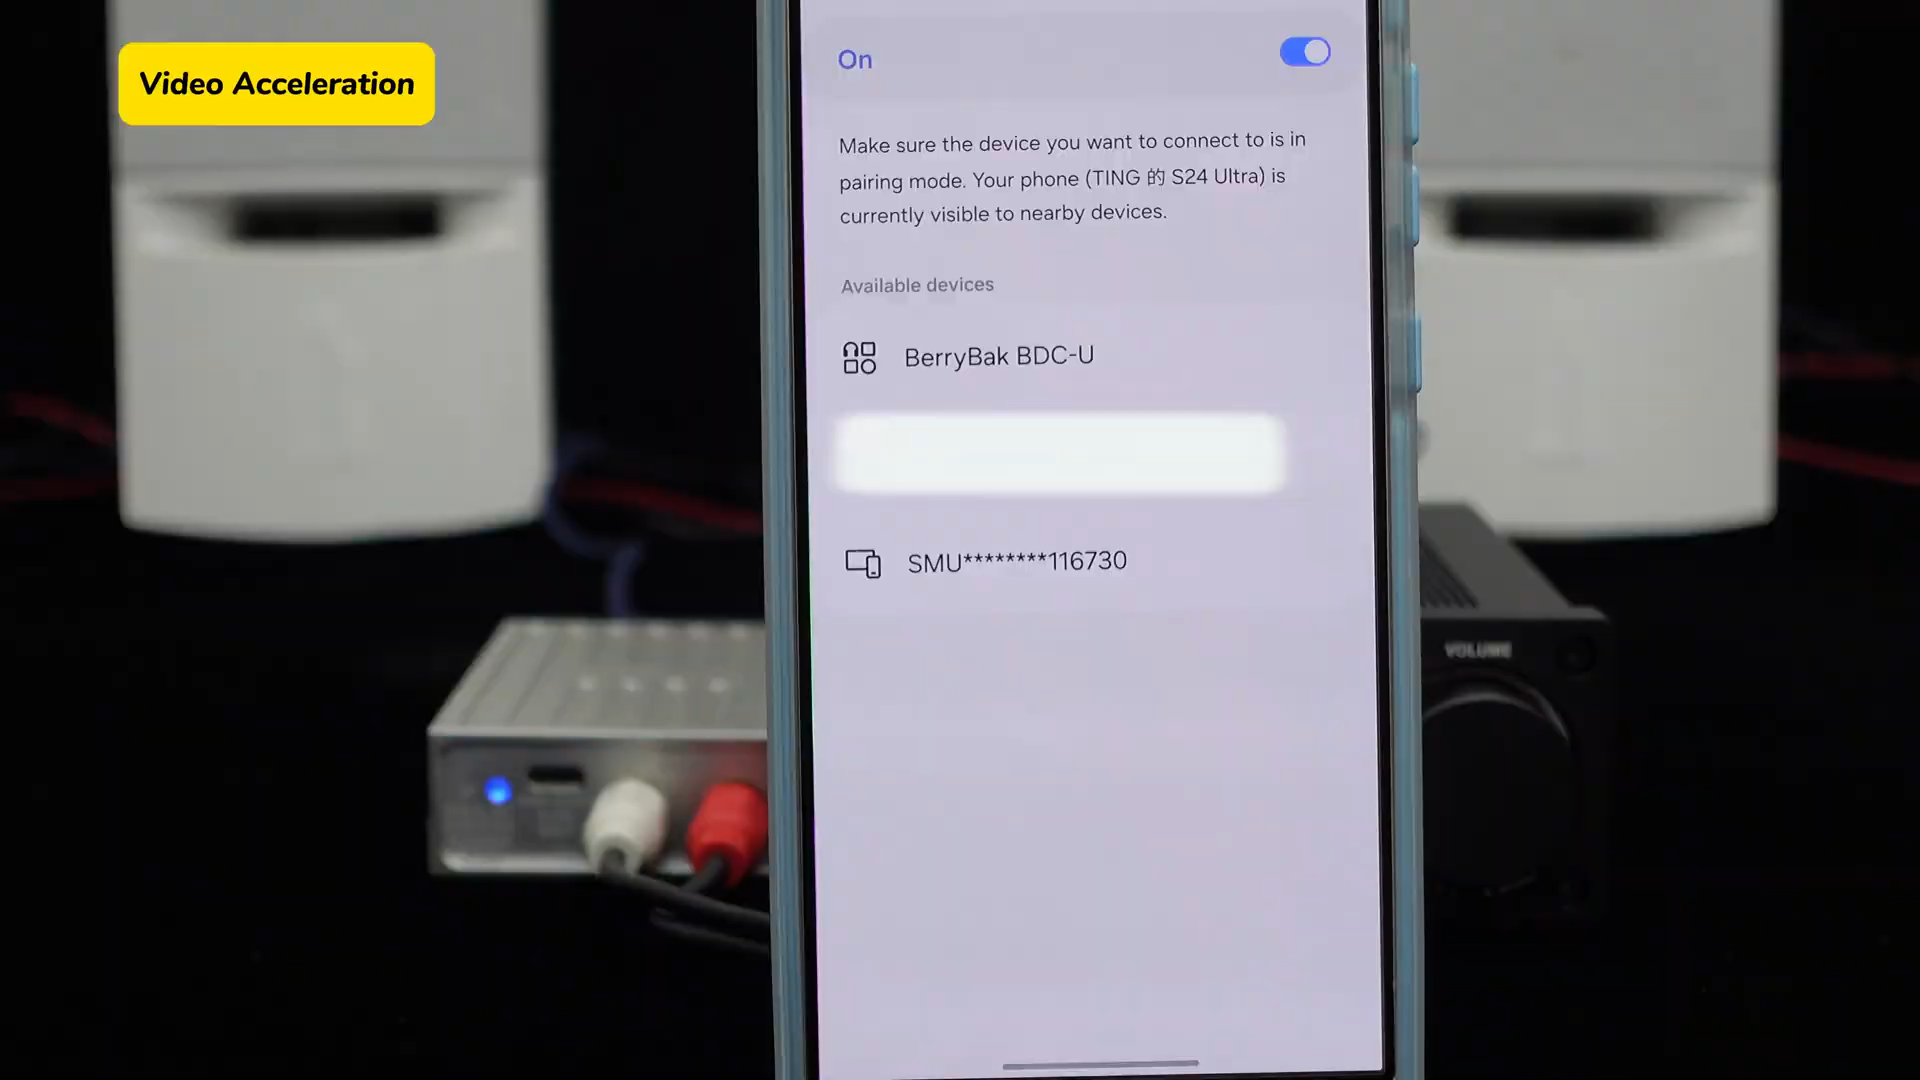 Video Acceleration
On
Make sure the device you want to connect to is in
pairing mode. Your phone (TING 的 S24 Ultra) is
currently visible to nearby devices.
Available devices
BerryBak BDC-U
SMU********116730
VOLUME